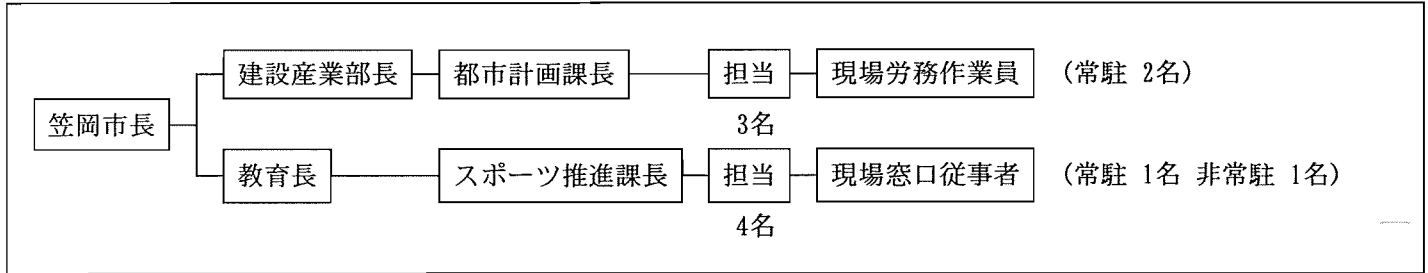 建設産業部長 都市計画課長 担当 現場労務作業員 (常駐 2名)
3名
笠岡市長
教育長 スポーツ推進課長 担当 現場窓口従事者 (常駐 1名 非常駐 1名)
4名